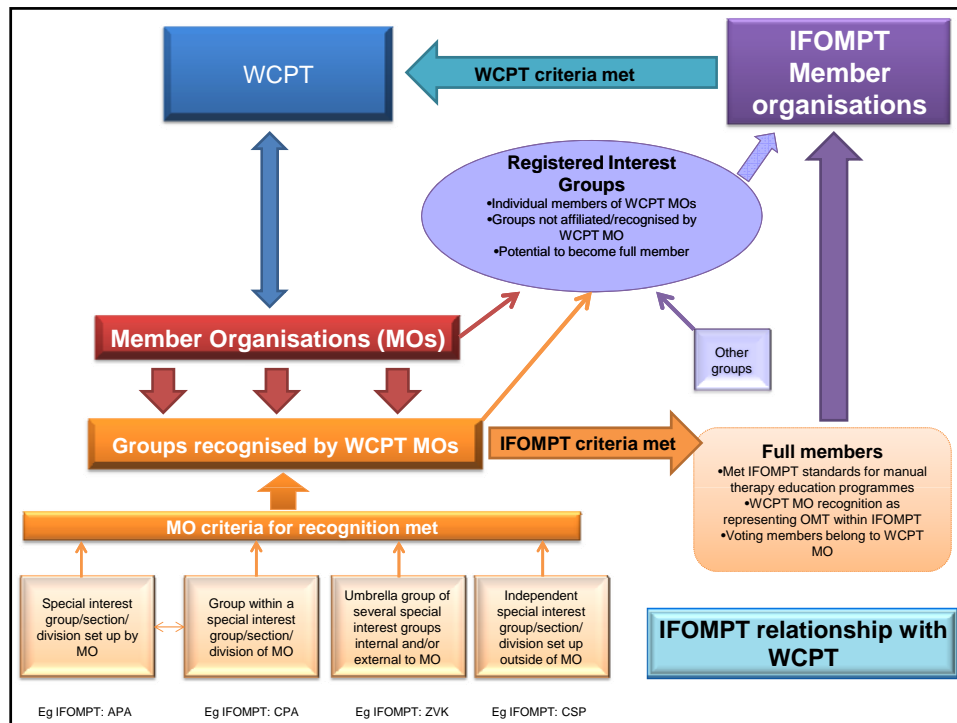 WCPT
WCPT criteria met
IFOMPT
Member
organisations
Registered Interest
Groups
•Individual members of WCPT MOs
•Groups not affiliated/recognised by
WCPT MO
•Potential to become full member
Member Organisations (MOs)
Other
groups
Groups recognised by WCPT MOs
IFOMPT criteria met
Full members
•Met IFOMPT standards for manual
therapy education programmes
•WCPT MO recognition as
representing OMT within IFOMPT
•Voting members belong to WCPT
MO
MO criteria for recognition met
Special interest
group/section/
division set up by
MO
Group within a
special interest
group/section/
division of MO
Umbrella group of
several special
interest groups
internal and/or
external to MO
Independent
special interest
group/section/
division set up
outside of MO
IFOMPT relationship with
WCPT
Eg IFOMPT: APA
Eg IFOMPT: CPA
Eg IFOMPT: ZVK
Eg IFOMPT: CSP